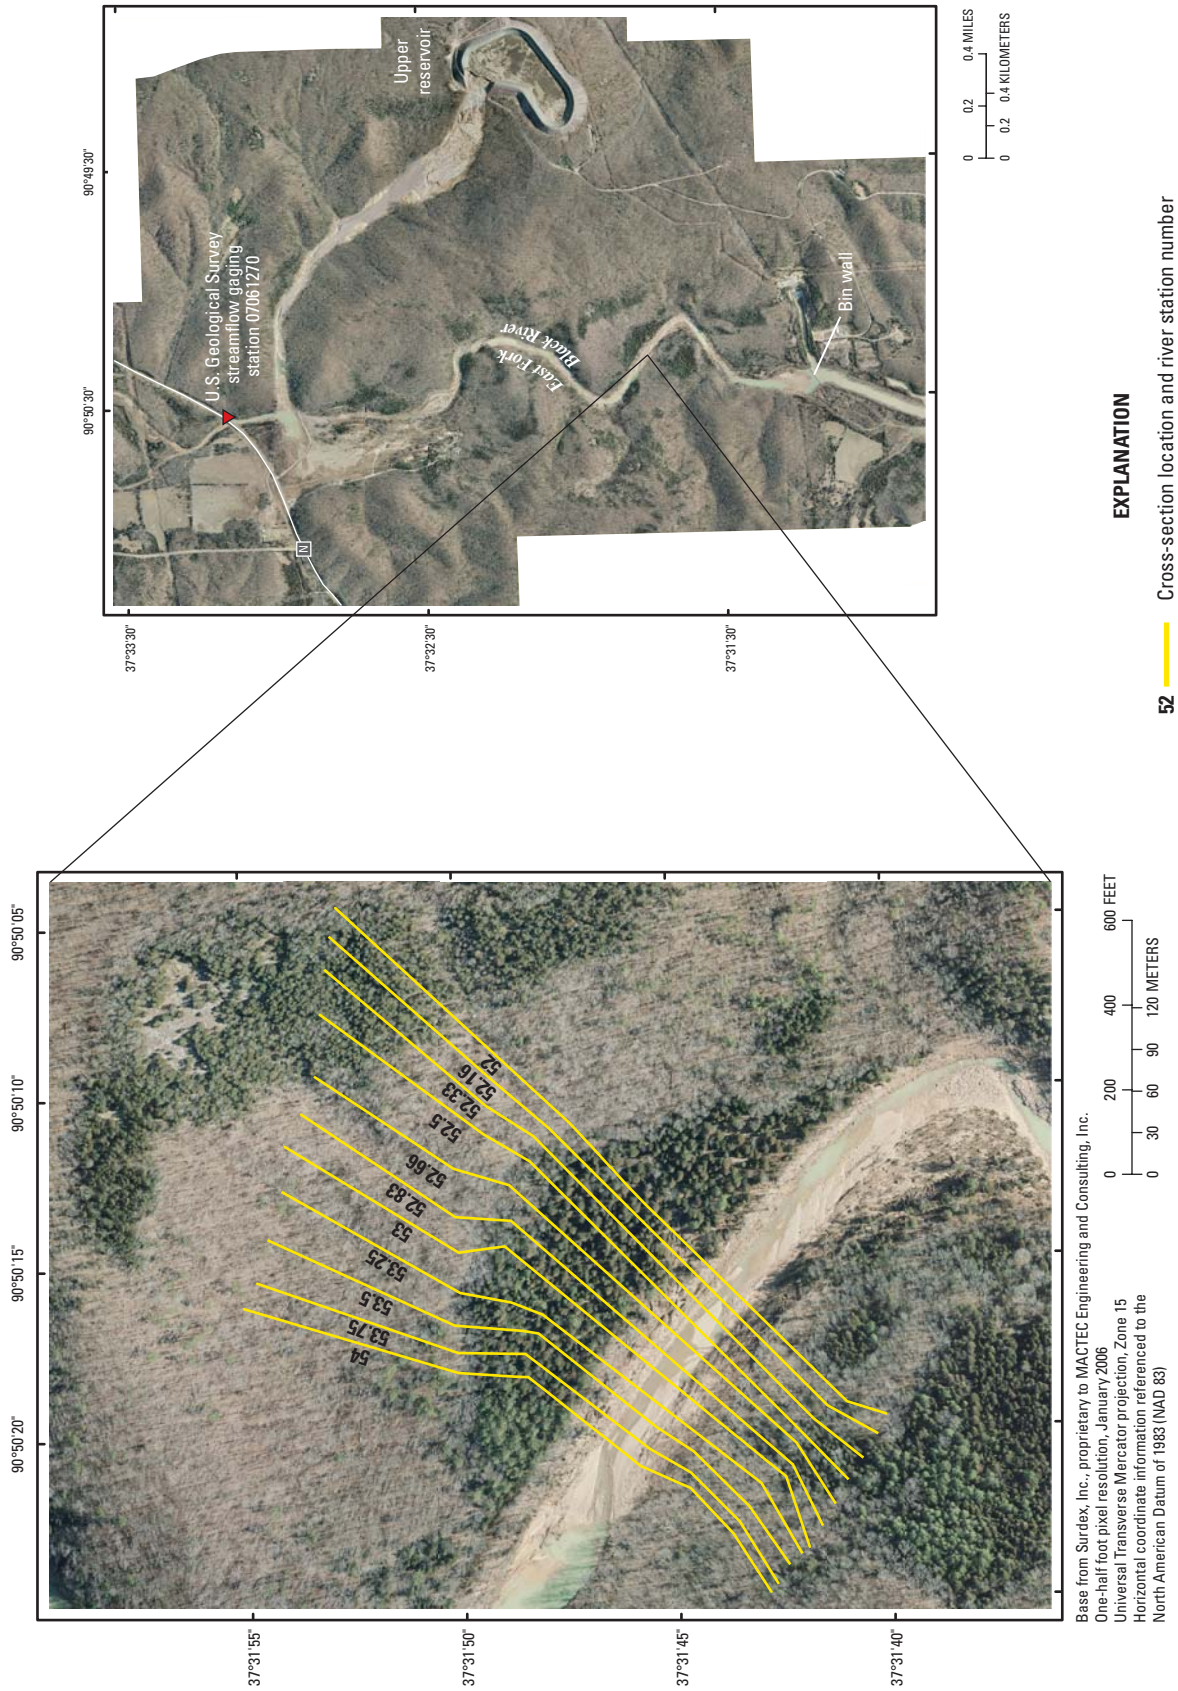 90°50'20"
90°50'15"
90°50'10"
90°50'05"
37°31'55"
37°31'50"
37°31'45"
37°31'40"
54
53.75
53.5
53.25
53
52.83
52.66
52.5
52.33
52.16
52
Base from Surdex, Inc., proprietary to MACTEC Engineering and Consulting, Inc.
One-half foot pixel resolution, January 2006
Universal Transverse Mercator projection, Zone 15
Horizontal coordinate information referenced to the
North American Datum of 1983 (NAD 83)
0 200 400 600 FEET
0 30 60 90 120 METERS
90°50'30"
90°49'30"
37°33'30"
37°32'30"
37°31'30"
U.S. Geological Survey
streamflow gaging
station 07061270
N
Upper
reservoir
East Fork
Black River
Bin wall
0 0.2 0.4 MILES
0 0.2 0.4 KILOMETERS
EXPLANATION
52 Cross-section location and river station number